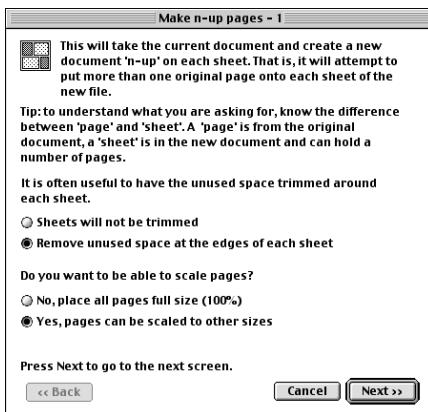 Make n-up pages - 1
This will take the current document and create a new
document 'n-up' on each sheet. That is, it will attempt to
put more than one original page onto each sheet of the
new file.
Tip: to understand what you are asking for, know the difference
between 'page' and 'sheet'. A 'page' is from the original
document, a 'sheet' is in the new document and can hold a
number of pages.
It is often useful to have the unused space trimmed around
each sheet.
Sheets will not be trimmed
Remove unused space at the edges of each sheet
Do you want to be able to scale pages?
No, place all pages full size (100%)
Yes, pages can be scaled to other sizes
Press Next to go to the next screen.
<< Back
Cancel
Next >>